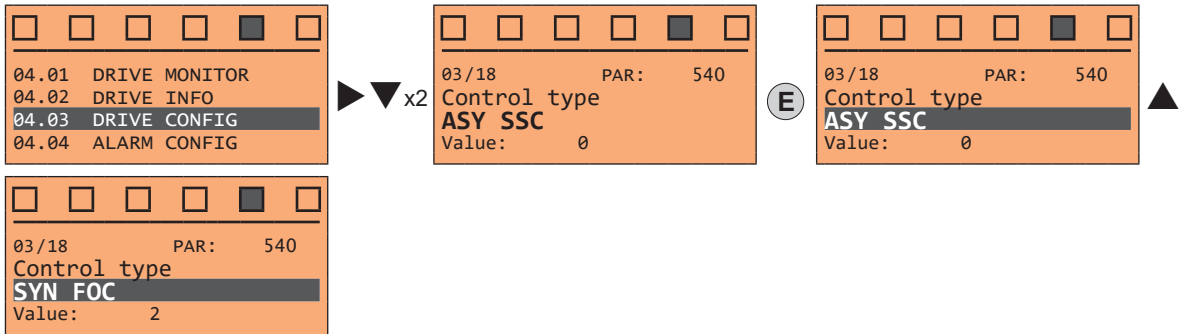 04.01 DRIVE MONITOR
04.02 DRIVE INFO
04.03 DRIVE CONFIG
04.04 ALARM CONFIG
x2
03/18 PAR: 540
Control type
ASY SSC
Value: 0
E
03/18 PAR: 540
Control type
ASY SSC
Value: 0
03/18 PAR: 540
Control type
SYN FOC
Value: 2